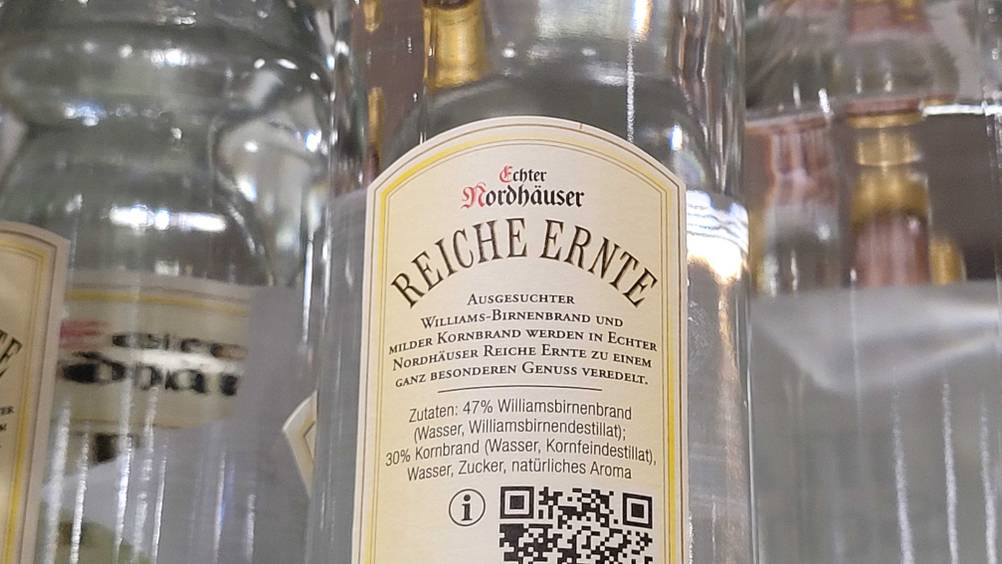 Echter
Nordhäuser
REICHE ERNTE
AUSGESUCHTER
WILLIAMS-BIRNENBRAND UND
MILDER KORNBRAND WERDEN IN ECHTER
NORDHÄUSER REICHE ERNTE ZU EINEM
GANZ BESONDEREN GENUSS VEREDELT.
Zutaten: 47% Williamsbirnenbrand
(Wasser, Williamsbirnendestillat);
30% Kornbrand (Wasser, Kornfeindestillat),
Wasser, Zucker, natürliches Aroma